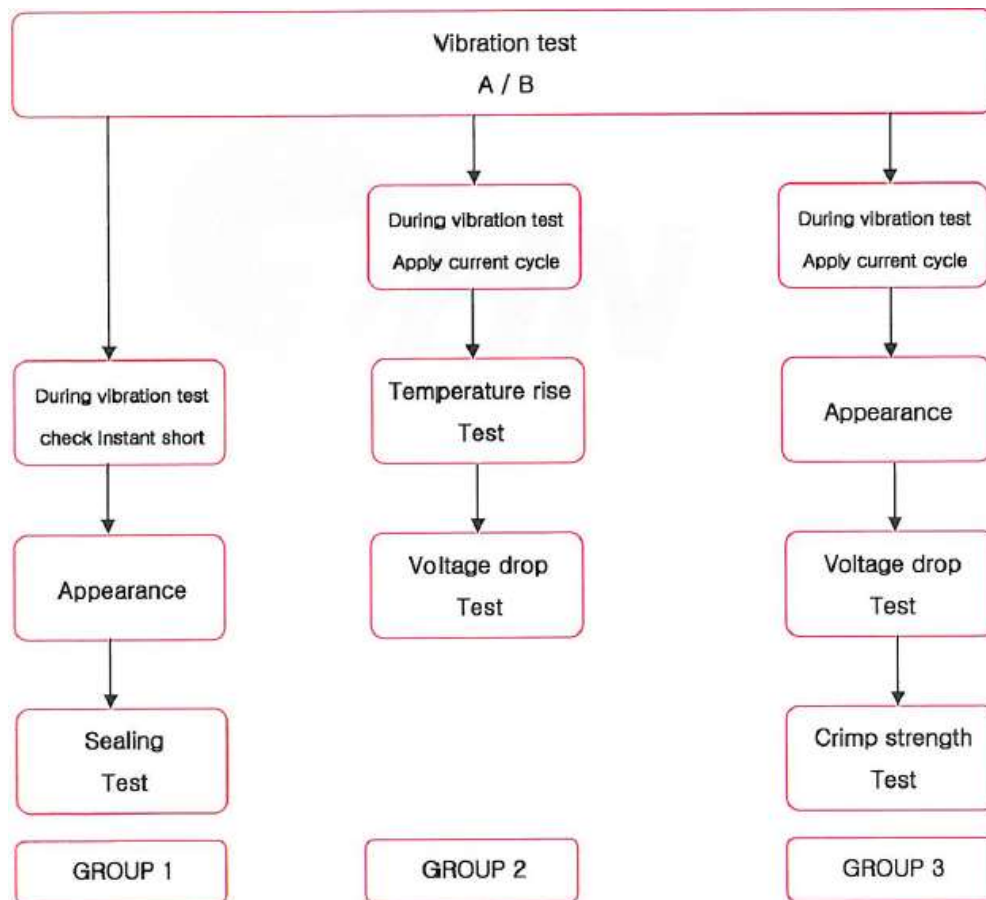 Vibration test
A / B
During vibration test
Apply current cycle
During vibration test
Apply current cycle
During vibration test
check instant short
Temperature rise
Test
Appearance
Appearance
Voltage drop
Test
Voltage drop
Test
Sealing
Test
Crimp strength
Test
GROUP 1
GROUP 2
GROUP 3